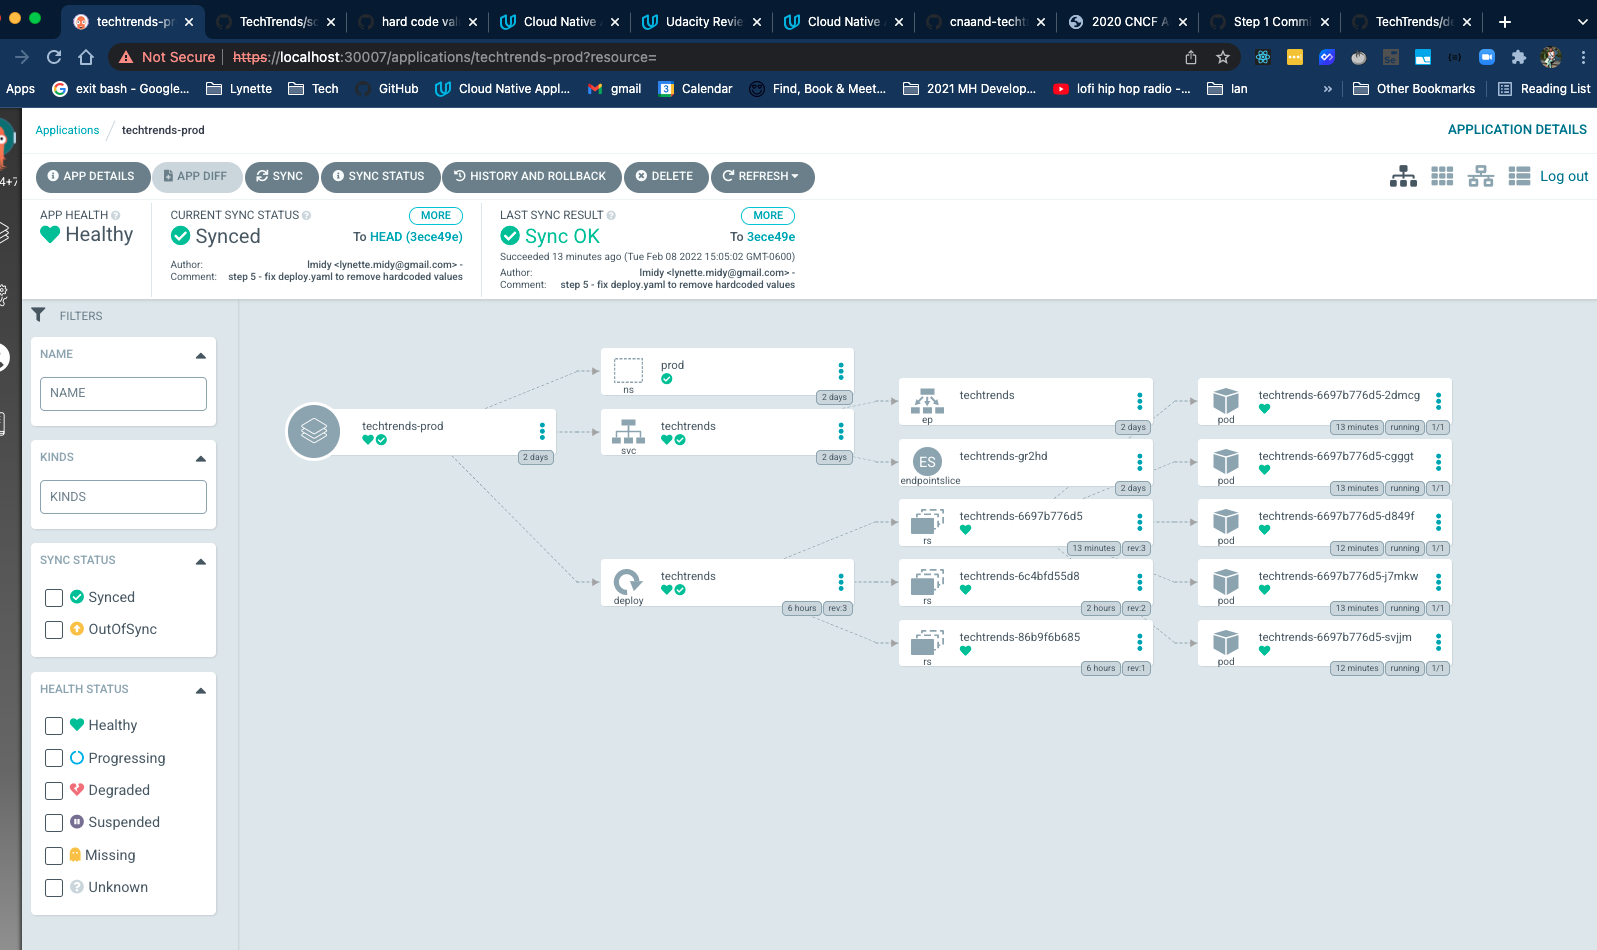 techtrends-pr
TechTrends/sc
hard code val
Cloud Native A
Udacity Revie
Cloud Native A
cnaand-techt
2020 CNCF A
Step 1 Commi
TechTrends/de
Not Secure
https://localhost:30007/applications/techtrends-prod?resource=
Apps
exit bash - Google...
Lynette
Tech
GitHub
Cloud Native Appl...
gmail
3
Calendar
Find, Book & Meet...
2021 MH Develop...
lofi hip hop radio -...
Ian
»
Other Bookmarks
Reading List
Applications / techtrends-prod
APPLICATION DETAILS
4+7
APP DETAILS
APP DIFF
SYNC
SYNC STATUS
HISTORY AND ROLLBACK
DELETE
REFRESH
Log out
APP HEALTH
Healthy
CURRENT SYNC STATUS
MORE
Synced
To HEAD (3ece49e)
Author: lmidy <lynette.midy@gmail.com> -
Comment: step 5 - fix deploy.yaml to remove hardcoded values
LAST SYNC RESULT
MORE
Sync OK
To 3ece49e
Succeeded 13 minutes ago (Tue Feb 08 2022 15:05:02 GMT-0600)
Author: lmidy <lynette.midy@gmail.com> -
Comment: step 5 - fix deploy.yaml to remove hardcoded values
FILTERS
NAME
NAME
KINDS
KINDS
SYNC STATUS
Synced
OutOfSync
HEALTH STATUS
Healthy
Progressing
Degraded
Suspended
Missing
Unknown
techtrends-prod
2 days
prod
ns
2 days
techtrends
svc
2 days
techtrends
deploy
6 hours
rev:3
techtrends
ep
2 days
ES
techtrends-gr2hd
endpointslice
2 days
techtrends-6697b776d5
rs
13 minutes
rev:3
techtrends-6c4bfd55d8
rs
2 hours
rev:2
techtrends-86b9f6b685
rs
6 hours
rev:1
techtrends-6697b776d5-2dmcg
pod
13 minutes
running
1/1
techtrends-6697b776d5-cgggt
pod
13 minutes
running
1/1
techtrends-6697b776d5-d849f
pod
12 minutes
running
1/1
techtrends-6697b776d5-j7mkw
pod
13 minutes
running
1/1
techtrends-6697b776d5-svjjm
pod
12 minutes
running
1/1